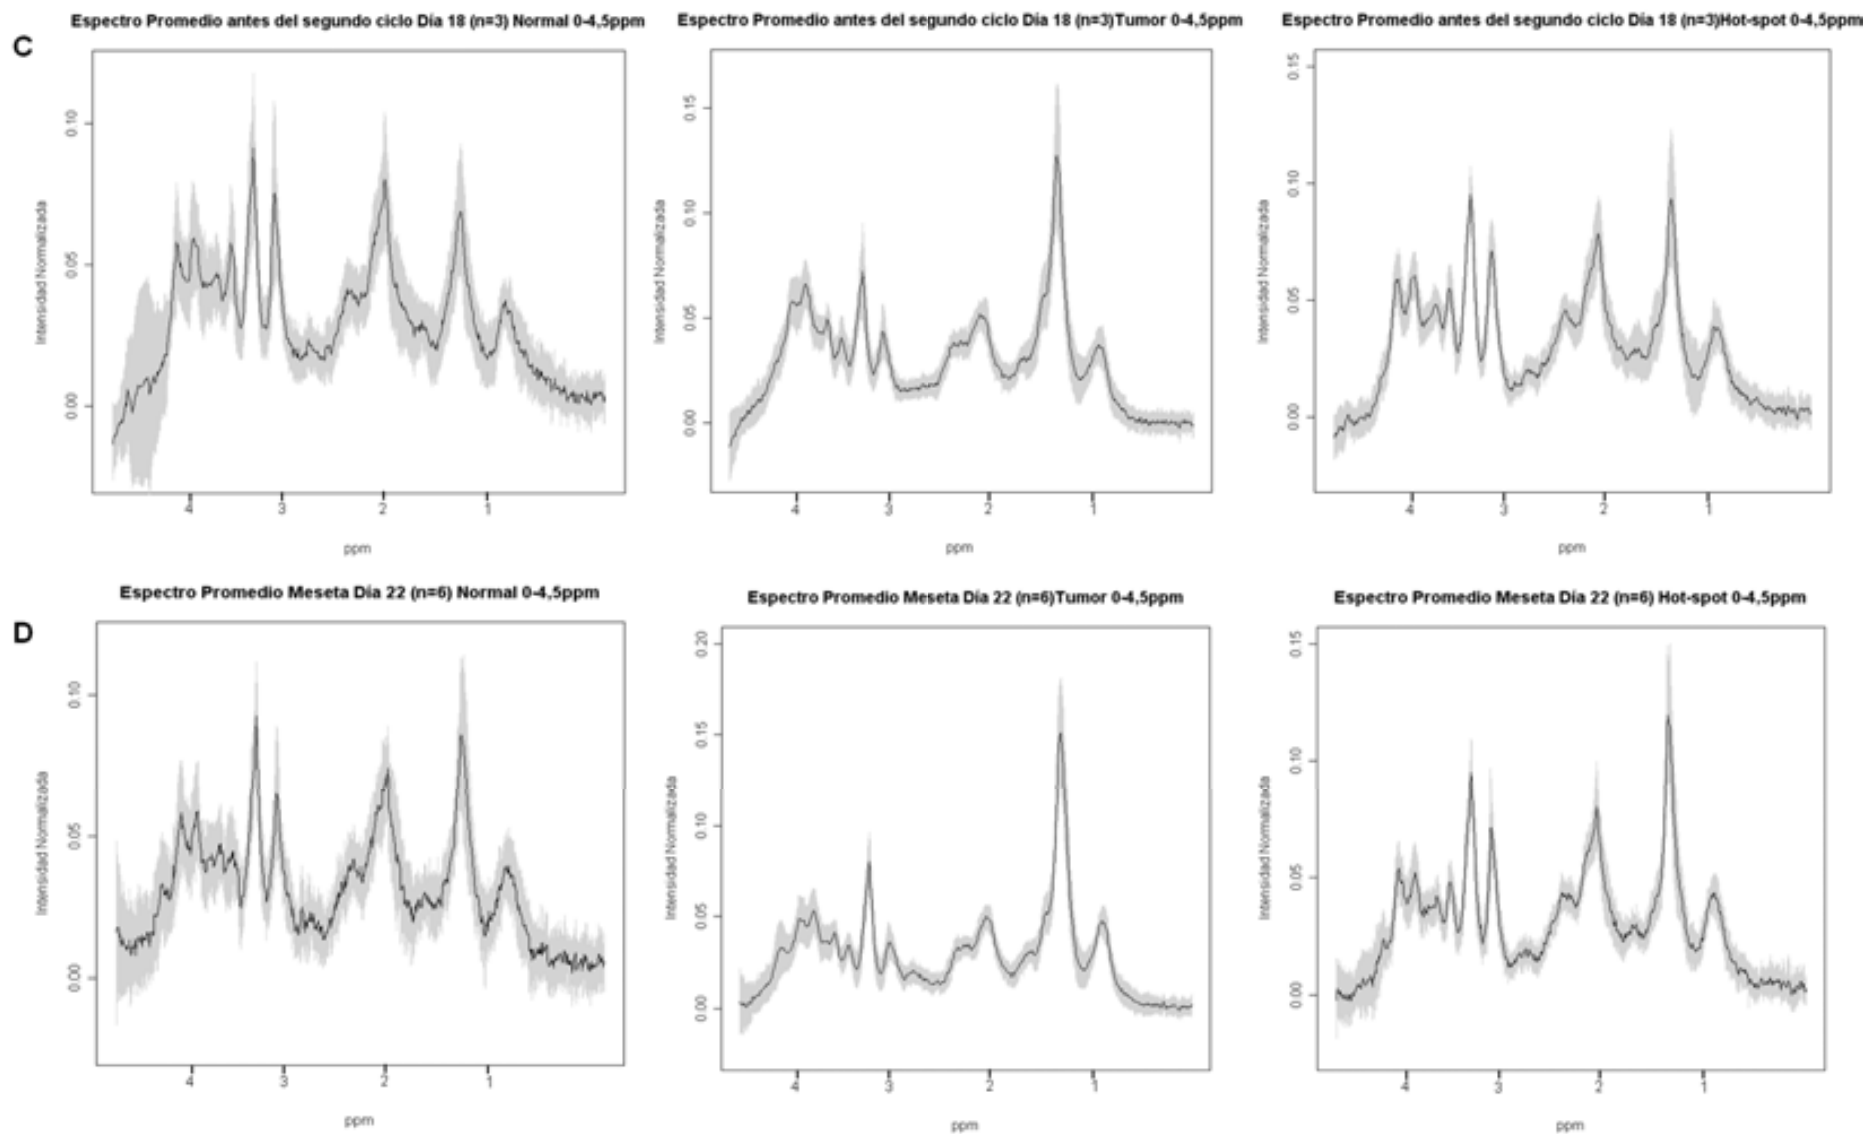 Espectro Promedio antes del segundo ciclo Día 18 (n=3) Normal 0-4,5ppm
Espectro Promedio antes del segundo ciclo Día 18 (n=3)Tumor 0-4,5ppm
Espectro Promedio antes del segundo ciclo Día 18 (n=3)Hot-spot 0-4,5ppm
C
Intensidad Normalizada
0.10
0.05
0.00
4 3 2 1
ppm
Intensidad Normalizada
0.15
0.10
0.05
0.00
4 3 2 1
ppm
Intensidad Normalizada
0.15
0.10
0.05
0.00
4 3 2 1
ppm
Espectro Promedio Meseta Día 22 (n=6) Normal 0-4,5ppm
Espectro Promedio Meseta Día 22 (n=6)Tumor 0-4,5ppm
Espectro Promedio Meseta Día 22 (n=6) Hot-spot 0-4,5ppm
D
Intensidad Normalizada
0.10
0.05
0.00
4 3 2 1
ppm
Intensidad Normalizada
0.20
0.15
0.10
0.05
0.00
4 3 2 1
ppm
Intensidad Normalizada
0.15
0.10
0.05
0.00
4 3 2 1
ppm